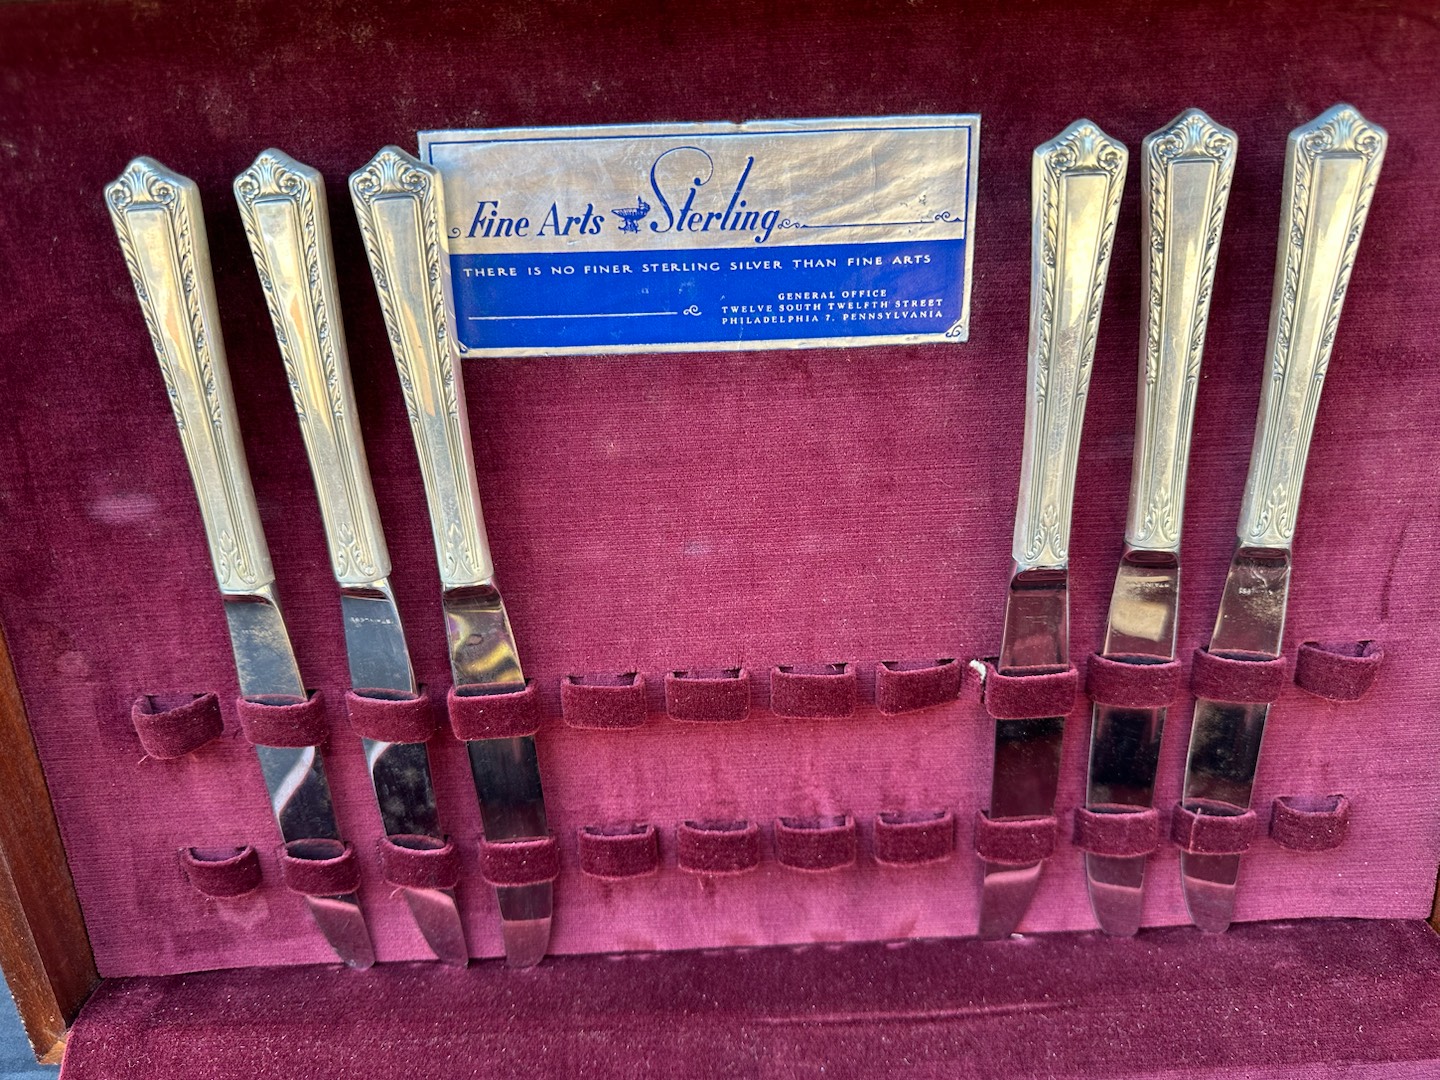 Fine Arts Sterling
THERE IS NO FINER STERLING SILVER THAN FINE ARTS
GENERAL OFFICE
TWELVE SOUTH TWELFTH STREET
PHILADELPHIA 7, PENNSYLVANIA